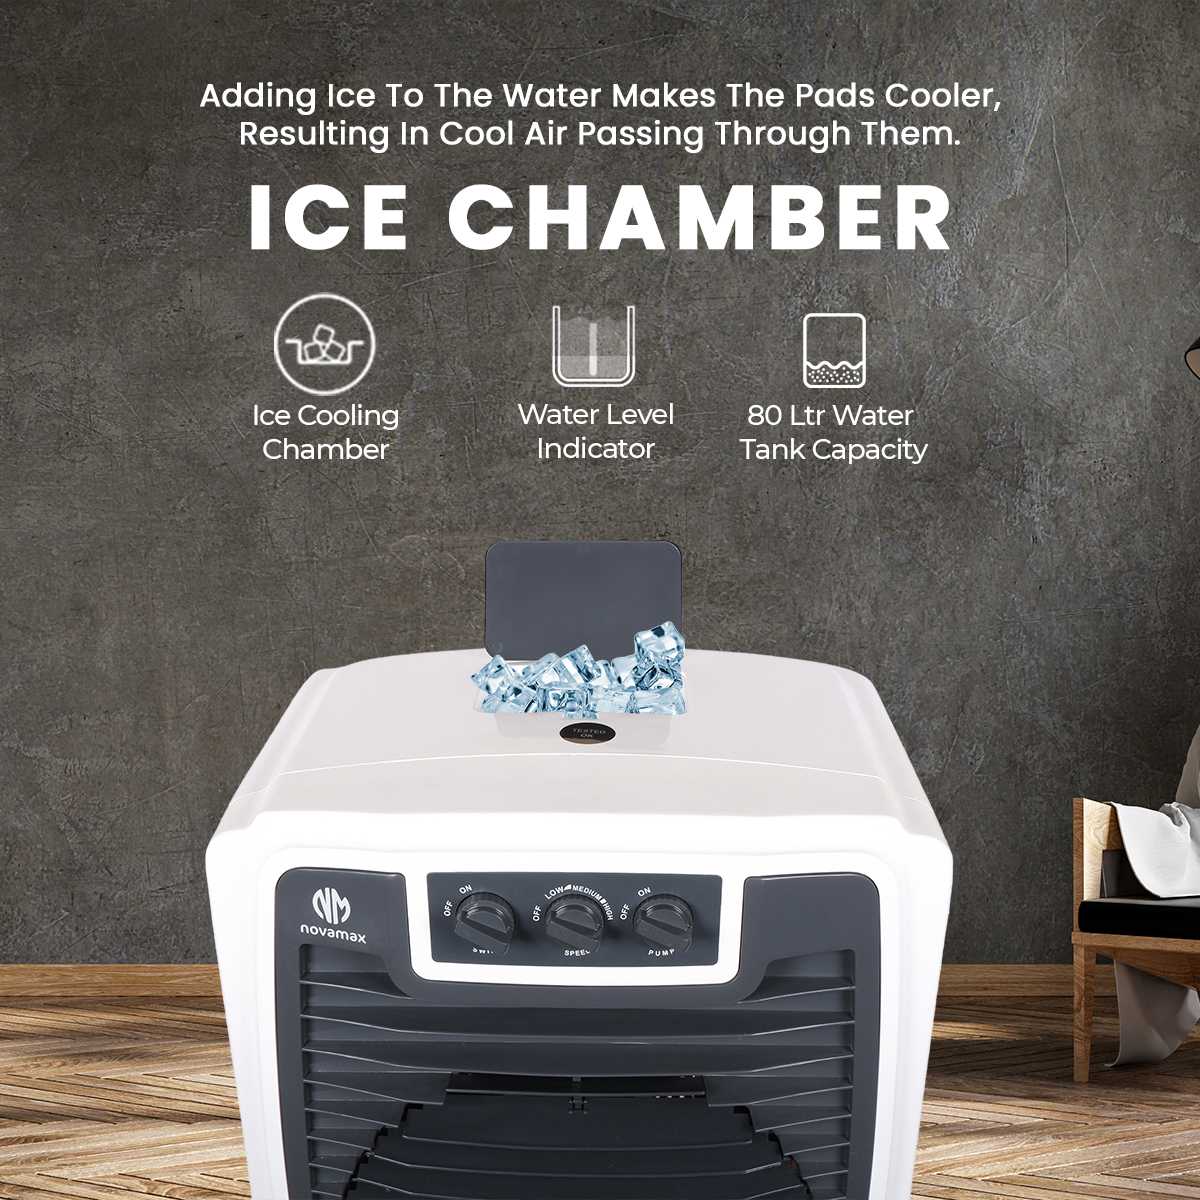 Adding Ice To The Water Makes The Pads Cooler,
Resulting In Cool Air Passing Through Them.
ICE CHAMBER
Ice Cooling
Chamber
Water Level
Indicator
80 Ltr Water
Tank Capacity
TESTED
OK
NM
novamax
OFF ON
OFF LOW MEDIUM HIGH
SPEED
OFF ON
PUMP